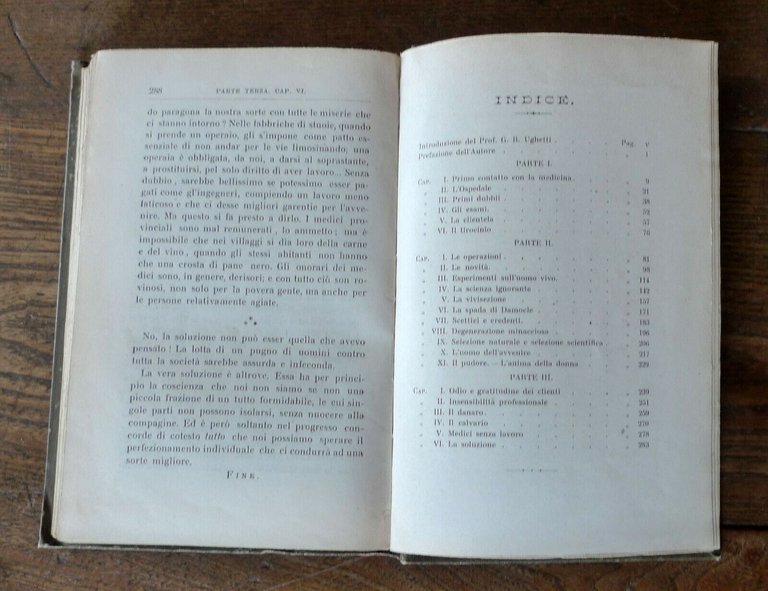 288
PARTE TERZA. CAP. VI.
do paragona la nostra sorte con tutte le miserie che
ci stanno intorno? Nelle fabbriche di stuoie, quando
si prende un operaio, gli s'impone come patto essen-
ziale di non andar per le vie limosinando; una
operaia è obbligata, da noi, a darsi al soprastante,
a prostituirsi, pel solo diritto di aver lavoro... Senza
dubbio, sarebbe bellissimo se potessimo esser pa-
gati come gl'ingegneri, compiendo un lavoro meno
faticoso e che ci desse migliori garentie per l'avve-
nire. Ma questo si fa presto a dirlo. I medici pro-
vinciali sono mal remunerati, lo ammetto; ma è
impossibile che nei villaggi si dia loro della carne
e del vino, quando gli stessi abitanti non hanno
che una crosta di pane nero. Gli onorari dei me-
dici sono, in genere, derisori; e con tutto ciò son ro-
vinosi, non solo per la povera gente, ma anche per
le persone relativamente agiate.
No, la soluzione non può esser quella che avevo
pensato! La lotta di un pugno di uomini contro
tutta la società sarebbe assurda e infeconda.
La vera soluzione è altrove. Essa ha per prin-
cipio la coscienza che noi non siamo se non una
piccola frazione di un tutto formidabile, le cui sin-
gole parti non possono isolarsi, senza nuocere alla
compagine. Ed è però soltanto nel progresso con-
corde di cotesto tutto che noi possiamo sperare il
perfezionamento individuale che ci condurrà ad una
sorte migliore.
FINE.
INDICE.
Introduzione del Prof. G. B. Ughetti . Pag. V
Prefazione dell'Autore . . . . „ 1
PARTE I.
CAP. I. Primo contatto con la medicina. 9
„ II. L'Ospedale 21
„ III. Primi dubbii 38
„ IV. Gli esami. 52
„ V. La clientela 57
„ VI. Il tirocinio 76
PARTE II.
CAP. I. Le operazioni 81
„ II. Le novità. 98
„ III. Esperimenti sull'uomo vivo. 114
„ IV. La scienza ignorante 142
„ V. La vivisezione 157
„ VI. La spada di Damocle 171
„ VII. Scettici e credenti. 183
„ VIII. Degenerazione minacciosa 196
„ IX. Selezione naturale e selezione scientifica 206
„ X. L'uomo dell'avvenire 217
„ XI. Il pudore. — L'anima della donna 229
PARTE III.
CAP. I. Odio e gratitudine dei clienti 239
„ II. Insensibilità professionale 251
„ III. Il danaro 259
„ IV. Il calvario 270
„ V. Medici senza lavoro 278
„ VI. La soluzione 283